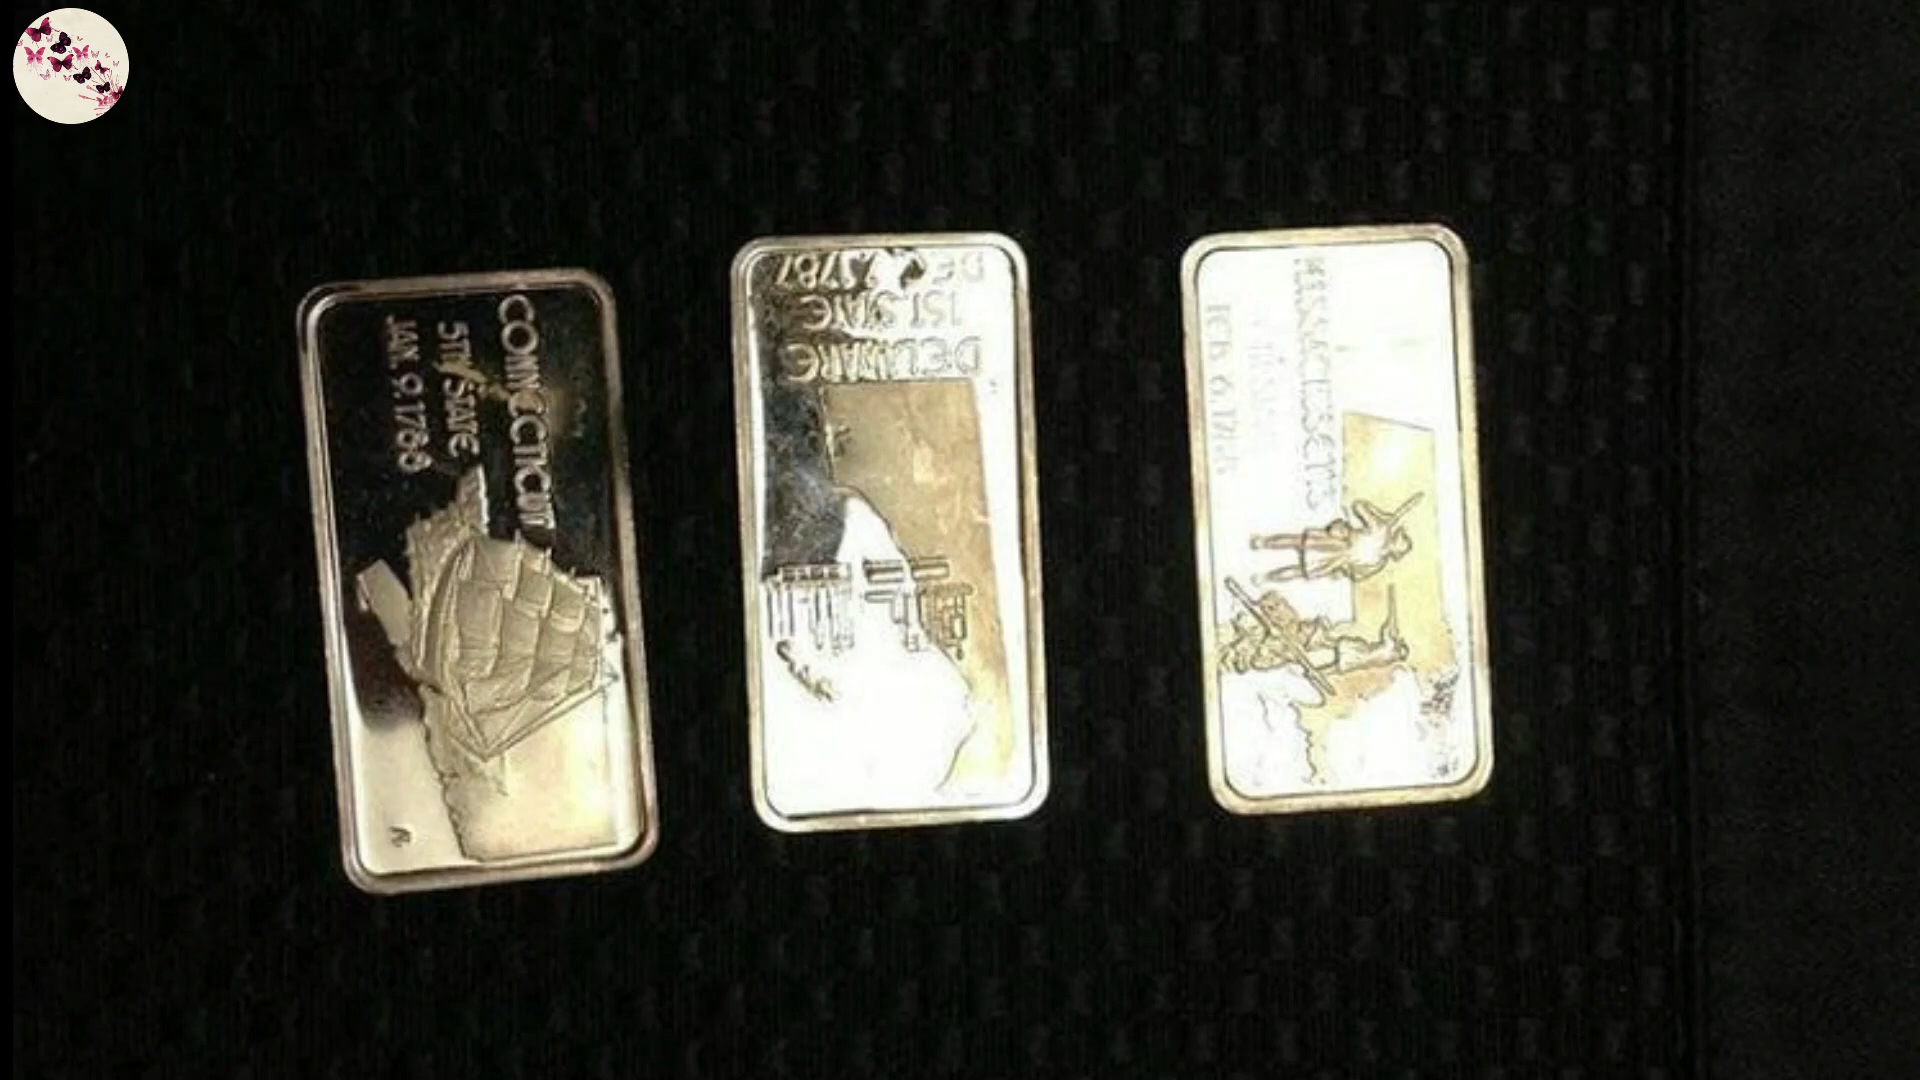 CONNECTICUT
5TH STATE
JAN. 9. 1788
DELAWARE
1ST STATE
DEC. 7. 1787
MASSACHUSETTS
FEB. 6. 1788